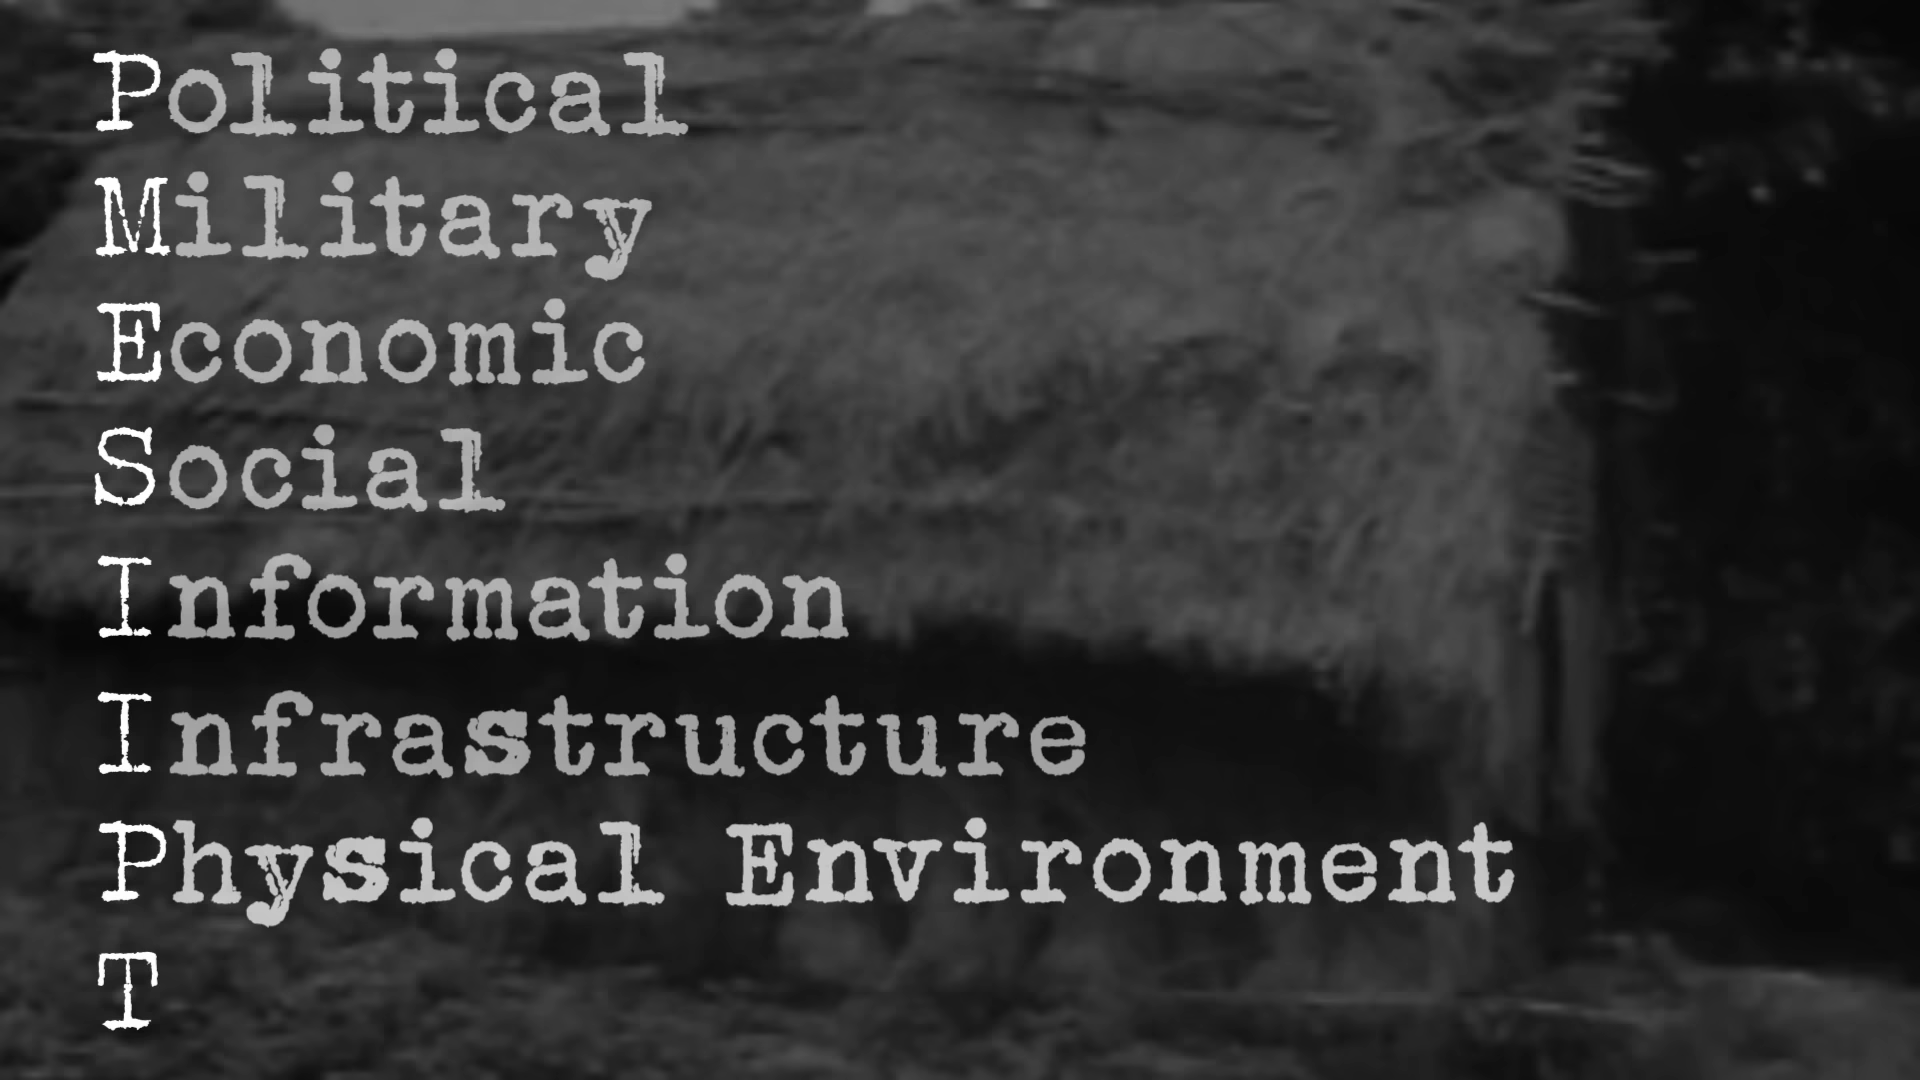 Political
Military
Economic
Social
Information
Infrastructure
Physical Environment
T